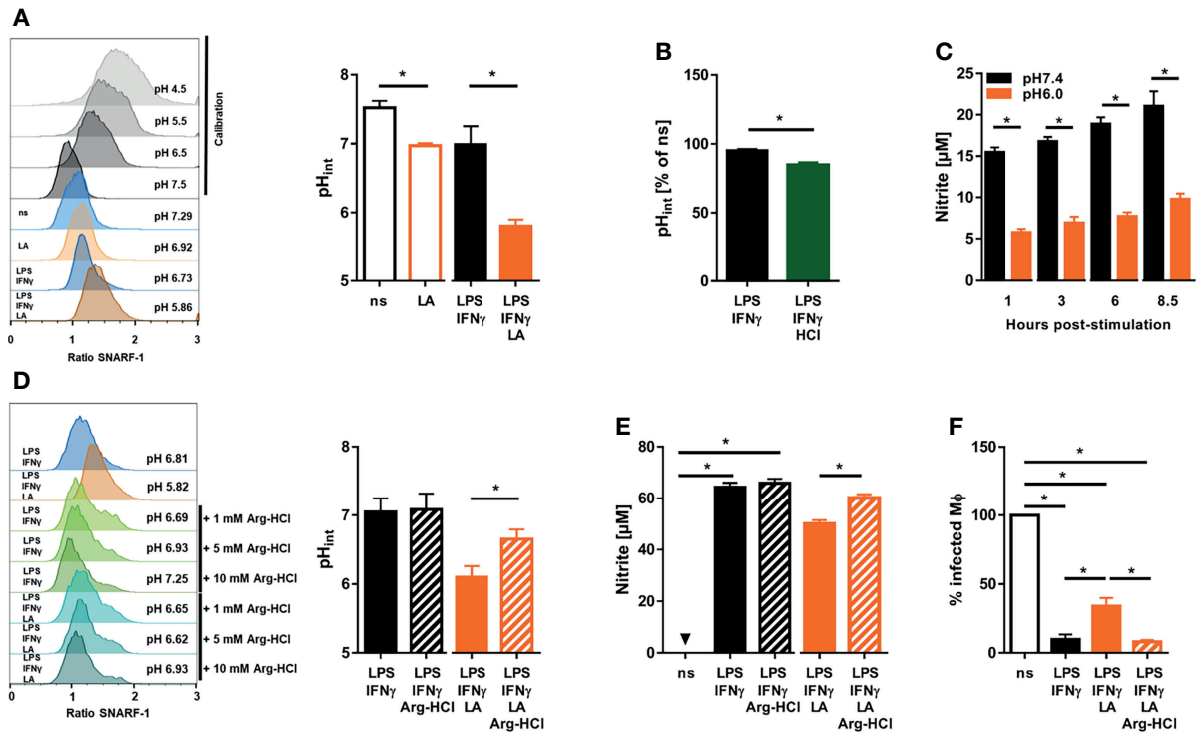 A
pH 4.5
pH 5.5
pH 6.5
pH 7.5
Calibration
ns
pH 7.29
LA
pH 6.92
LPS
IFNγ
pH 6.73
LPS
IFNγ
LA
pH 5.86
0 1 2 3
Ratio SNARF-1
8
7
6
5
pHint
*
*
ns
LA
LPS
IFNγ
LPS
IFNγ
LA
B
150
100
50
0
pHint [% of ns]
*
LPS
IFNγ
LPS
IFNγ
HCl
C
25
20
15
10
5
0
Nitrite [µM]
pH7.4
pH6.0
*
*
*
*
1 3 6 8.5
Hours post-stimulation
D
LPS
IFNγ
pH 6.81
LPS
IFNγ
LA
pH 5.82
LPS
IFNγ
pH 6.69
+ 1 mM Arg-HCl
LPS
IFNγ
pH 6.93
+ 5 mM Arg-HCl
LPS
IFNγ
pH 7.25
+ 10 mM Arg-HCl
LPS
IFNγ
LA
pH 6.65
+ 1 mM Arg-HCl
LPS
IFNγ
LA
pH 6.62
+ 5 mM Arg-HCl
LPS
IFNγ
LA
pH 6.93
+ 10 mM Arg-HCl
0 1 2 3
Ratio SNARF-1
8
7
6
5
pHint
*
LPS
IFNγ
LPS
IFNγ
Arg-HCl
LPS
IFNγ
LA
LPS
IFNγ
LA
Arg-HCl
E
80
60
40
20
0
Nitrite [µM]
*
*
*
ns
LPS
IFNγ
LPS
IFNγ
Arg-HCl
LPS
IFNγ
LA
LPS
IFNγ
LA
Arg-HCl
F
150
100
50
0
% infected Mϕ
*
*
*
*
*
ns
LPS
IFNγ
LPS
IFNγ
LA
LPS
IFNγ
LA
Arg-HCl